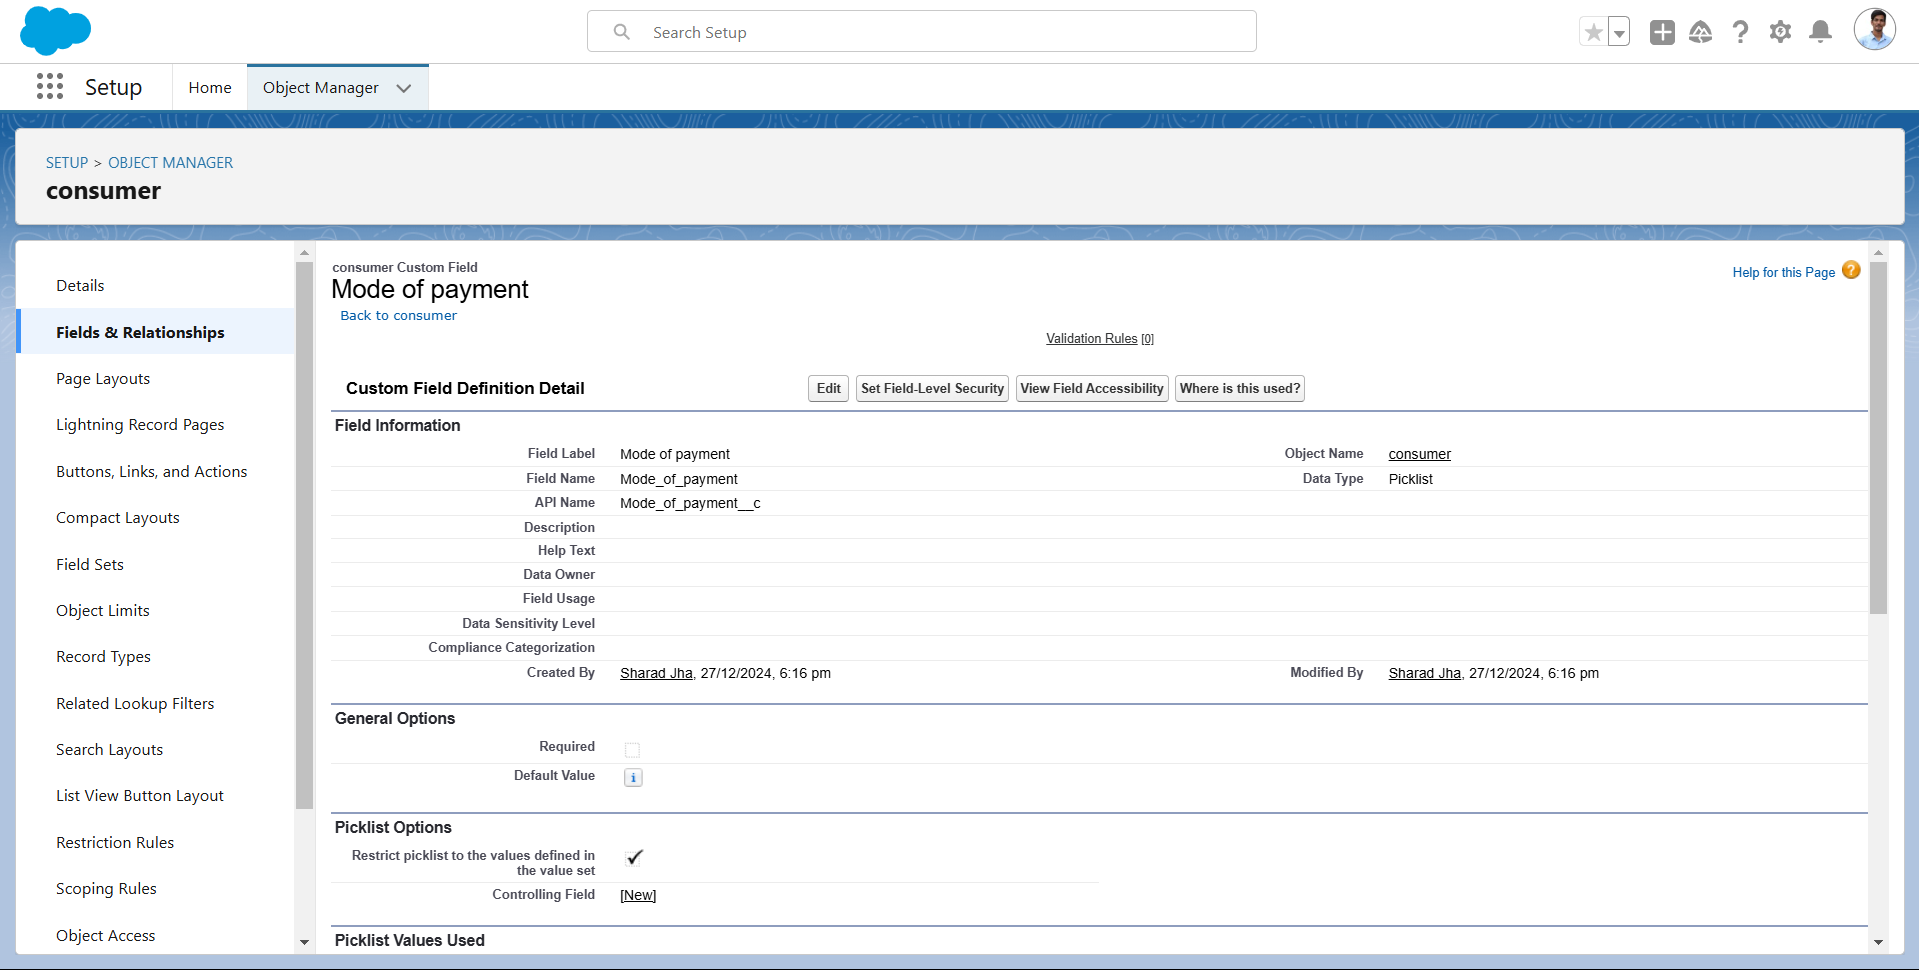 Search Setup
Setup
Home
Object Manager
SETUP > OBJECT MANAGER
consumer
Details
Fields & Relationships
Page Layouts
Lightning Record Pages
Buttons, Links, and Actions
Compact Layouts
Field Sets
Object Limits
Record Types
Related Lookup Filters
Search Layouts
List View Button Layout
Restriction Rules
Scoping Rules
Object Access
consumer Custom Field
Mode of payment
Back to consumer
Help for this Page ?
Validation Rules [0]
Custom Field Definition Detail
Edit
Set Field-Level Security
View Field Accessibility
Where is this used?
Field Information
Field Label Mode of payment Object Name consumer
Field Name Mode_of_payment Data Type Picklist
API Name Mode_of_payment__c
Description
Help Text
Data Owner
Field Usage
Data Sensitivity Level
Compliance Categorization
Created By Sharad Jha, 27/12/2024, 6:16 pm Modified By Sharad Jha, 27/12/2024, 6:16 pm
General Options
Required
Default Value i
Picklist Options
Restrict picklist to the values defined in
the value set
Controlling Field [New]
Picklist Values Used